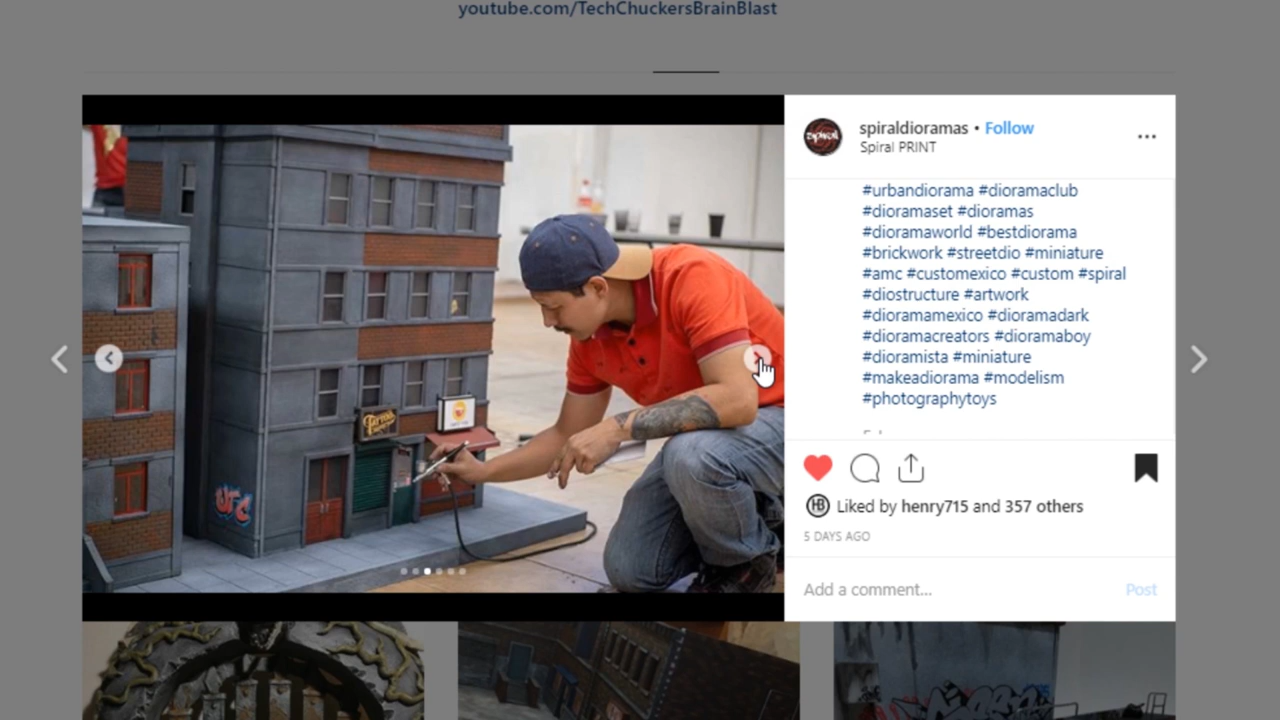 youtube.com/TechChuckersBrainBlast
spiraldioramas • Follow
Spiral PRINT
#urbandiorama #dioramaclub
#dioramaset #dioramas
#dioramaworld #bestdiorama
#brickwork #streetdio #miniature
#amc #customexico #custom #spiral
#diostructure #artwork
#dioramamexico #dioramadark
#dioramacreators #dioramaboy
#dioramista #miniature
#makeadiorama #modelism
#photographytoys
Liked by henry715 and 357 others
5 DAYS AGO
Add a comment... Post